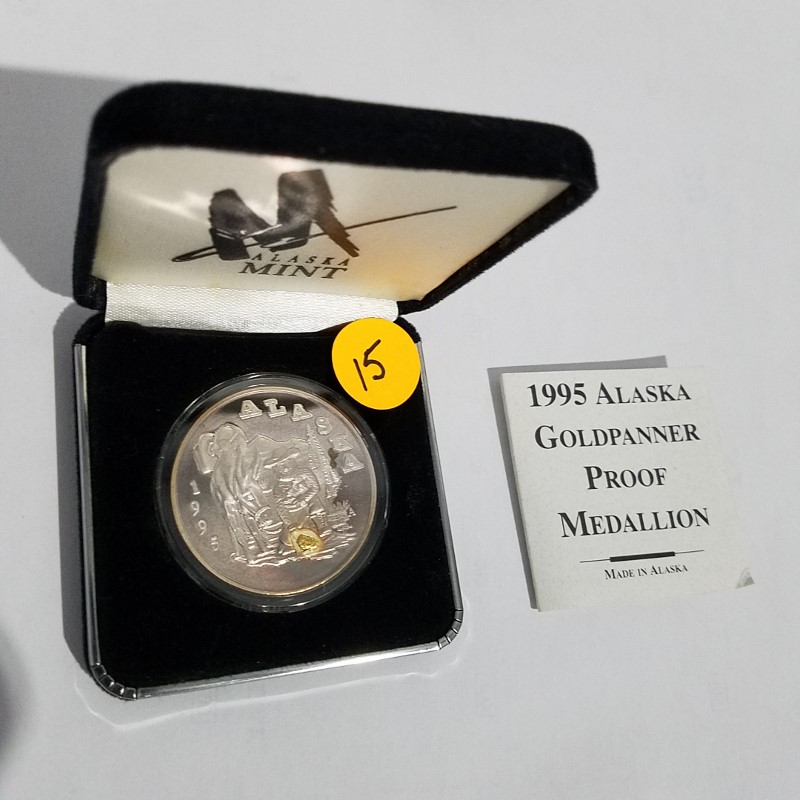 ALASKA
MINT
15
ALASKA
1995
1995 ALASKA
GOLDPANNER
PROOF
MEDALLION
MADE IN ALASKA